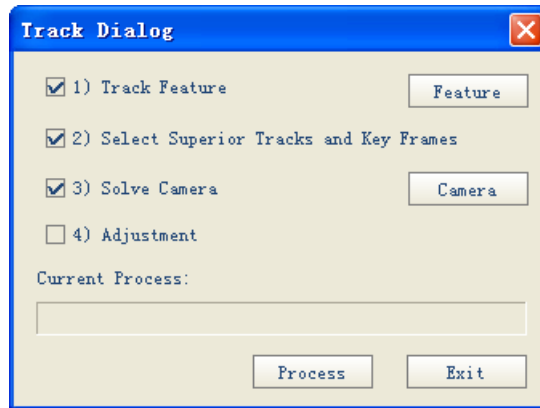 Track Dialog
1) Track Feature
Feature
2) Select Superior Tracks and Key Frames
3) Solve Camera
Camera
4) Adjustment
Current Process:
Process
Exit